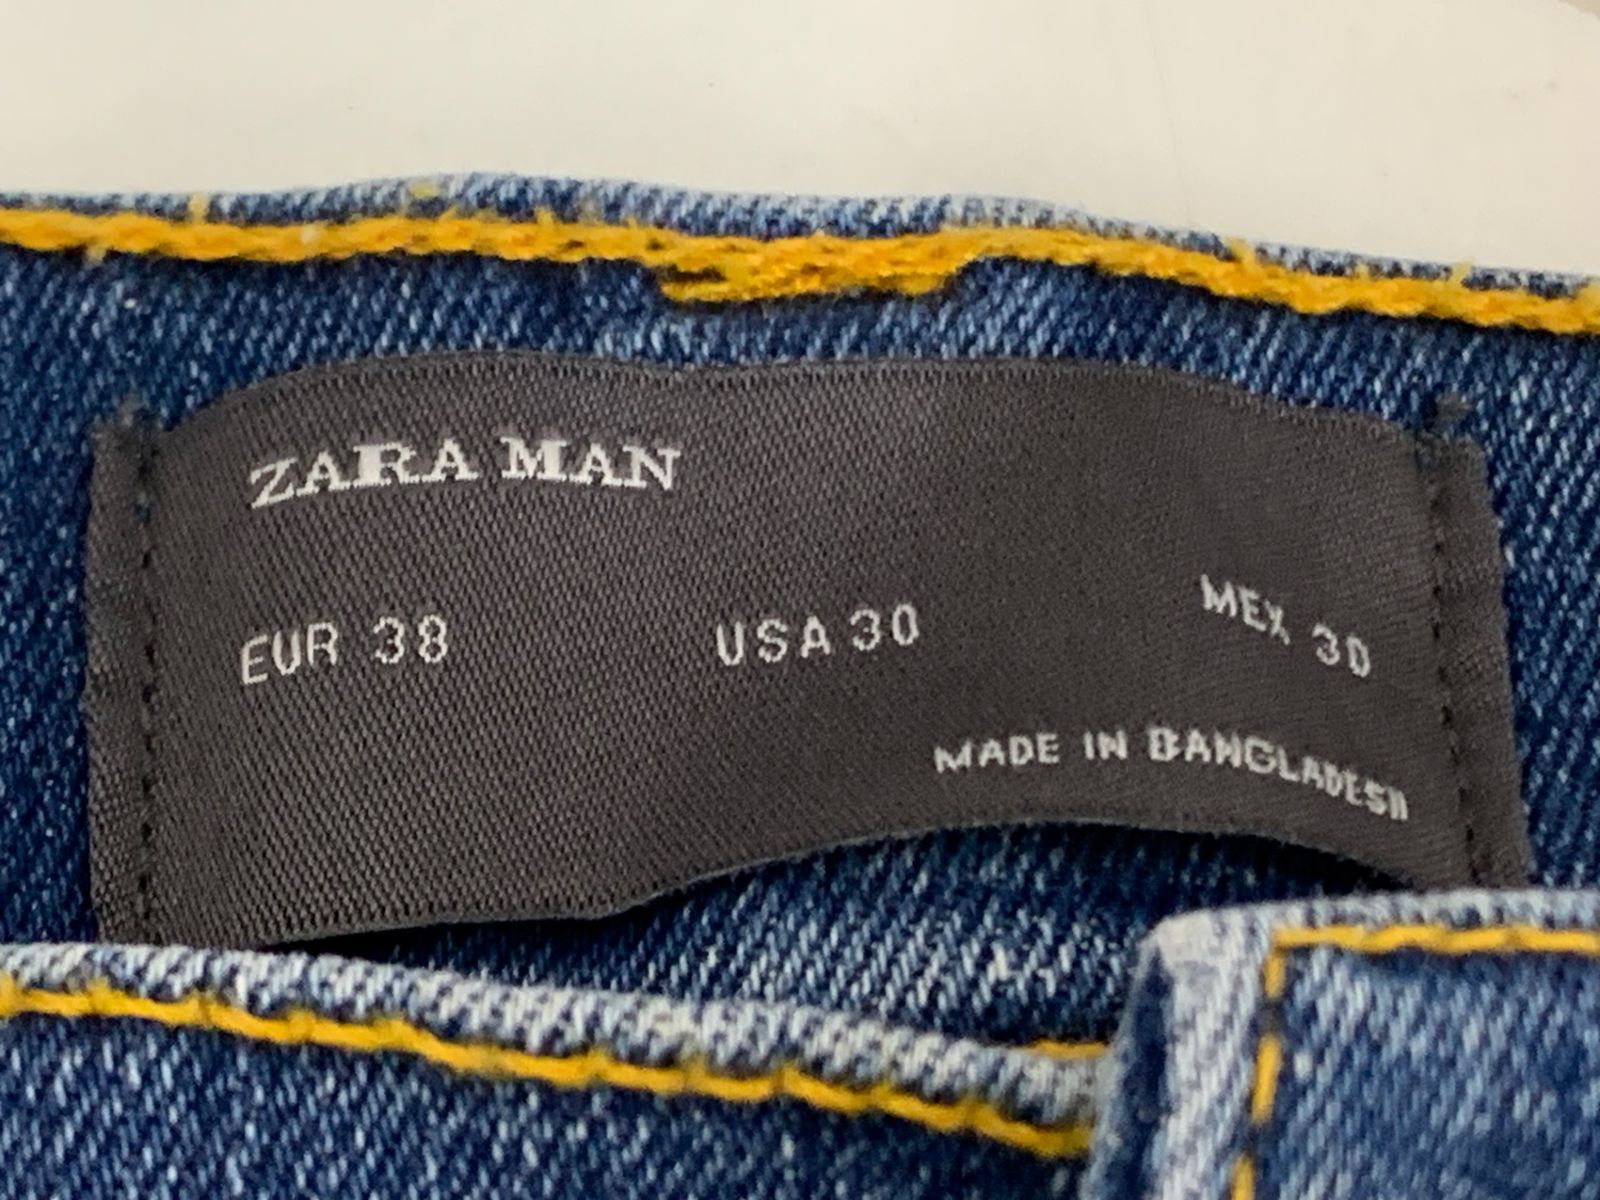 ZARA MAN
EUR 38 USA 30 MEX 30
MADE IN BANGLADESH